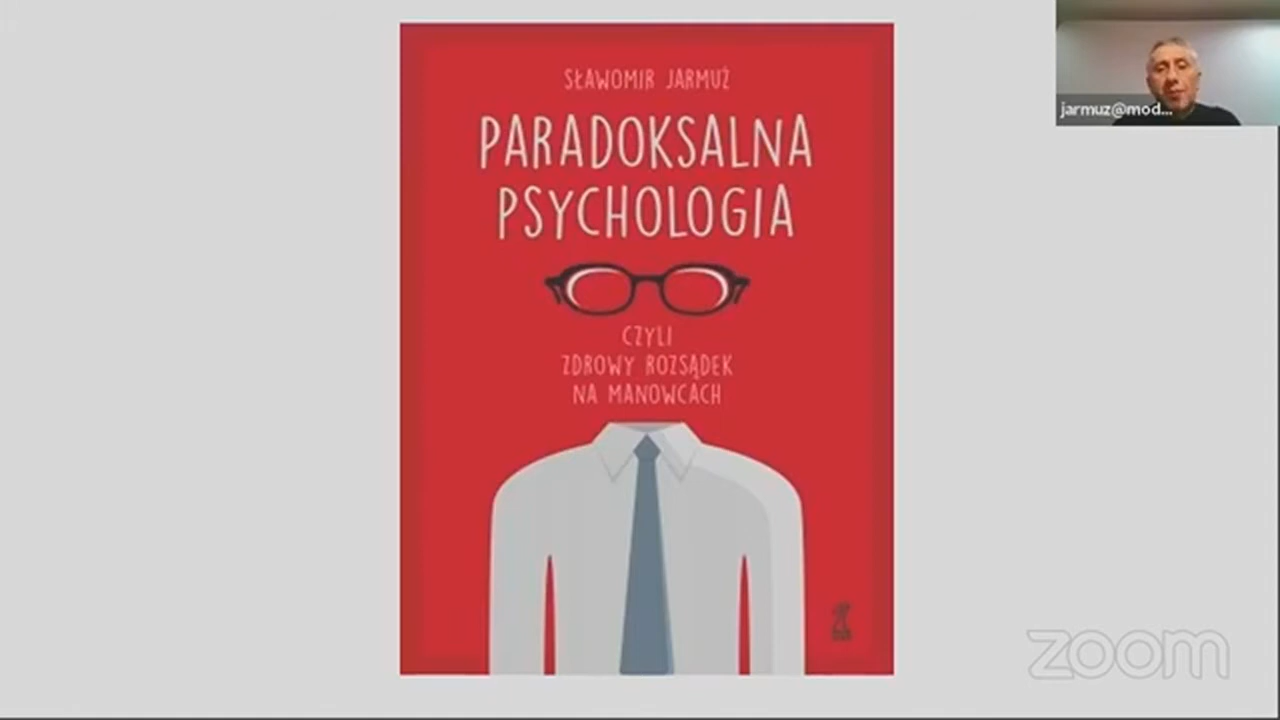 SŁAWOMIR JARMUŻ
PARADOKSALNA
PSYCHOLOGIA
CZYLI
ZDROWY ROZSĄDEK
NA MANOWCACH
jarmuz@mod...
zoom